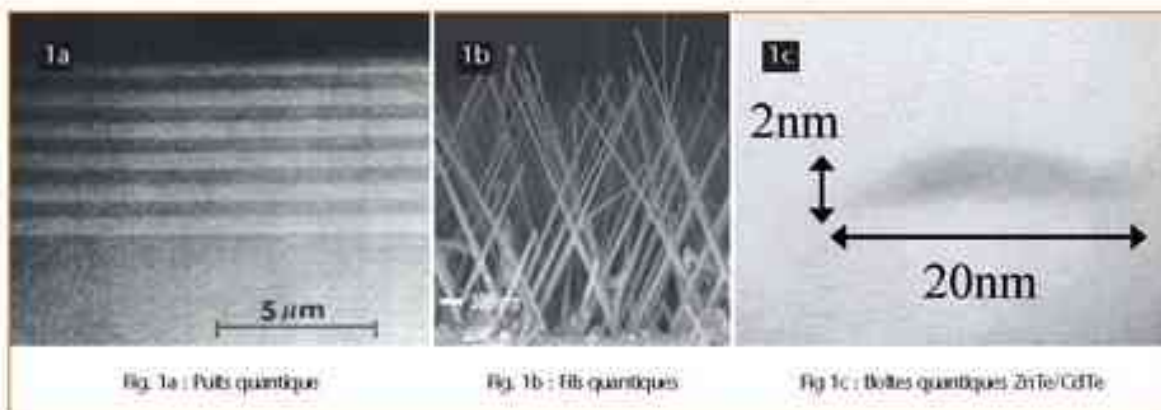 1a
5 μm
1b
1c
2nm
20nm
Fig. 1a : Puits quantique
Fig. 1b : Fils quantiques
Fig 1c : Boîtes quantiques ZnTe/CdTe